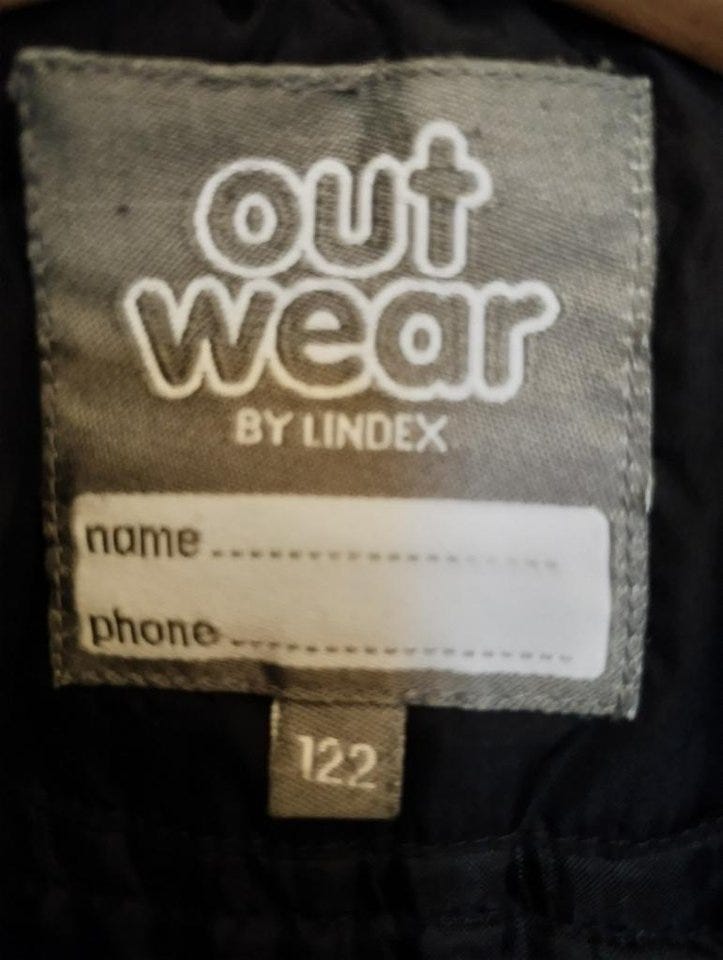 out
wear
BY LINDEX
name
phone
122